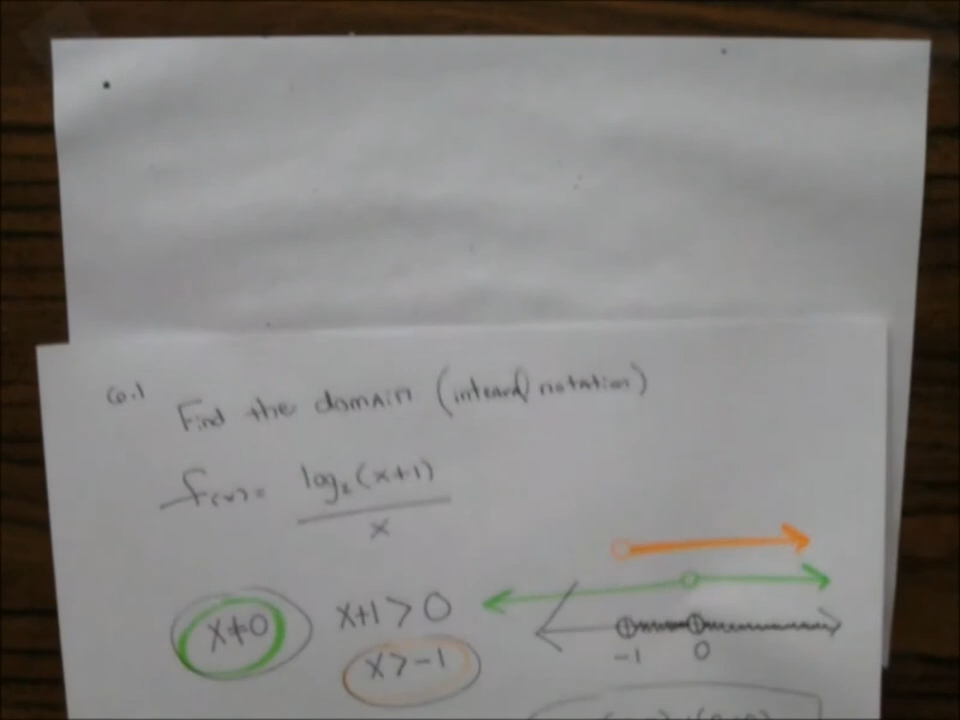 6.1
Find the domain (interval notation)
f(x)= log₂(x+1)
x
x≠0
x+1>0
x>-1
-1 0